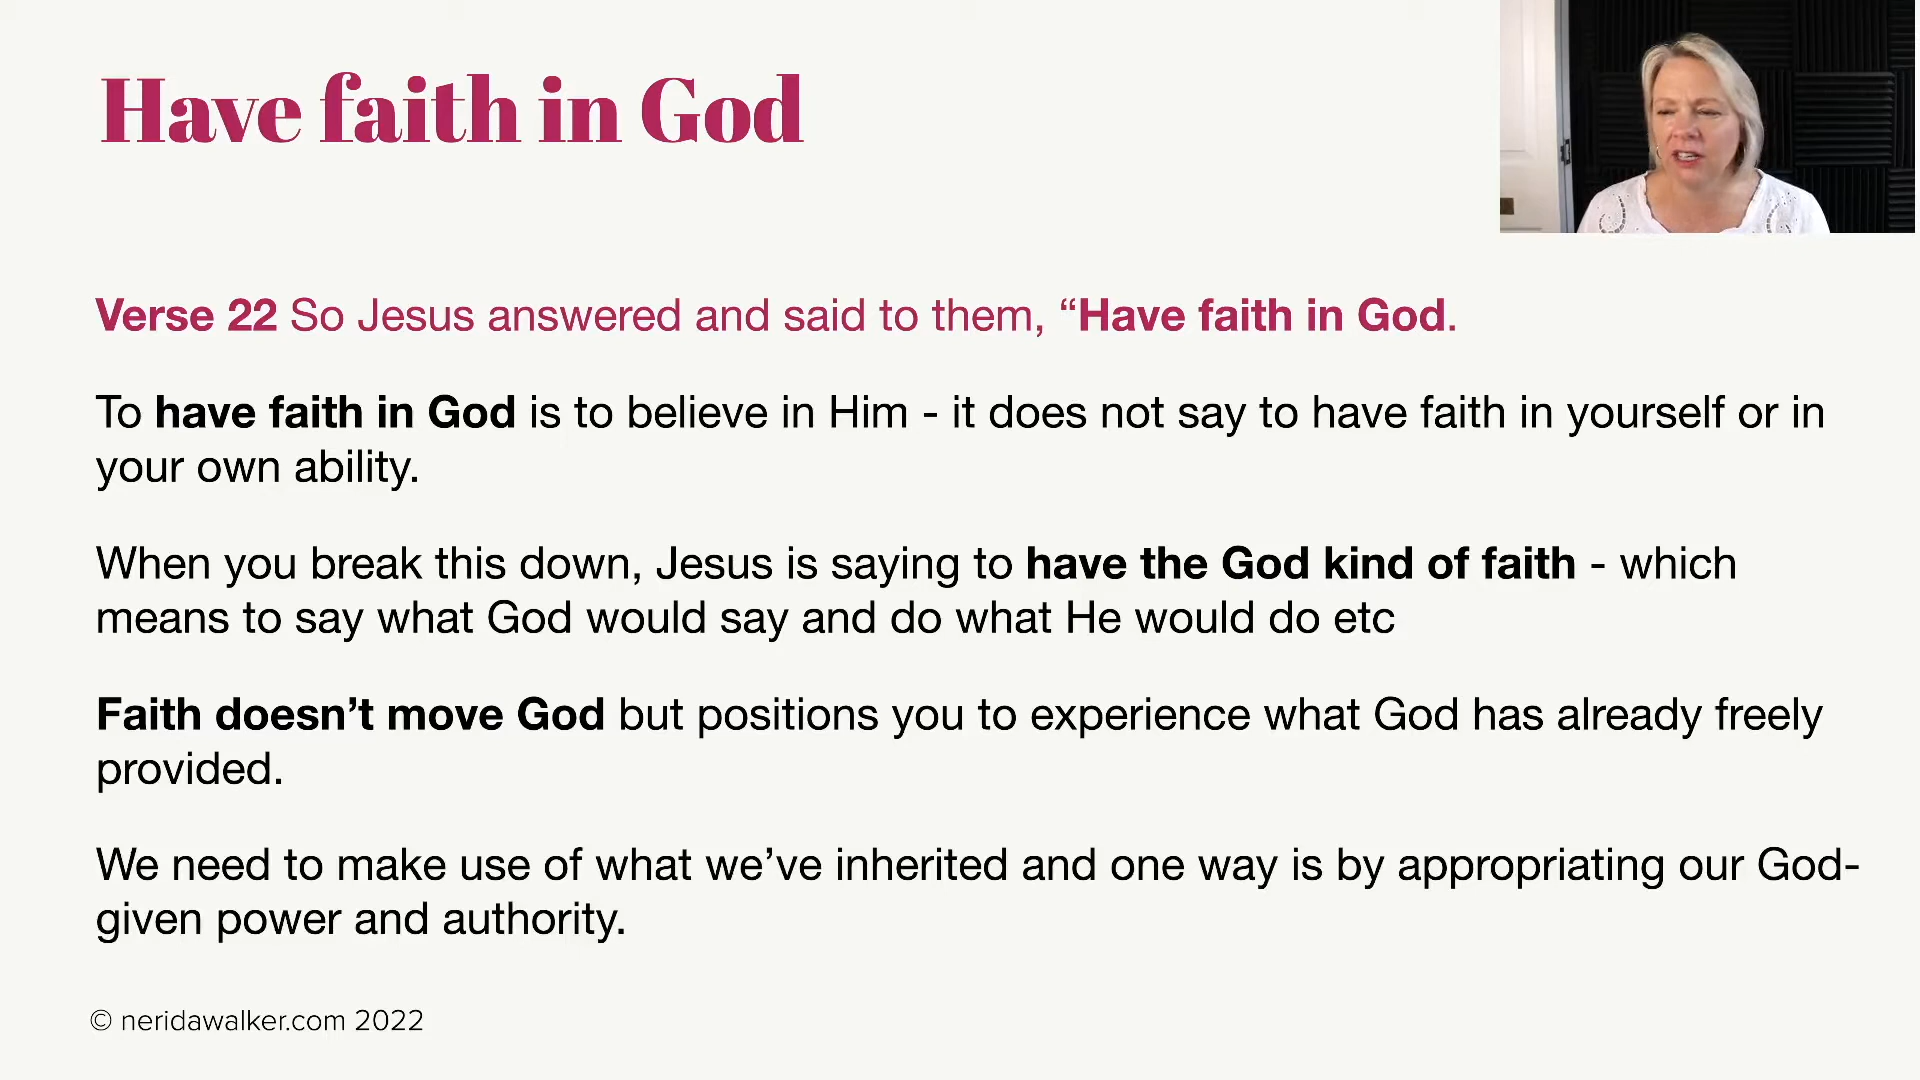 Have faith in God
Verse 22 So Jesus answered and said to them, “Have faith in God.
To have faith in God is to believe in Him - it does not say to have faith in yourself or in
your own ability.
When you break this down, Jesus is saying to have the God kind of faith - which
means to say what God would say and do what He would do etc
Faith doesn’t move God but positions you to experience what God has already freely
provided.
We need to make use of what we’ve inherited and one way is by appropriating our God-
given power and authority.
© neridawalker.com 2022